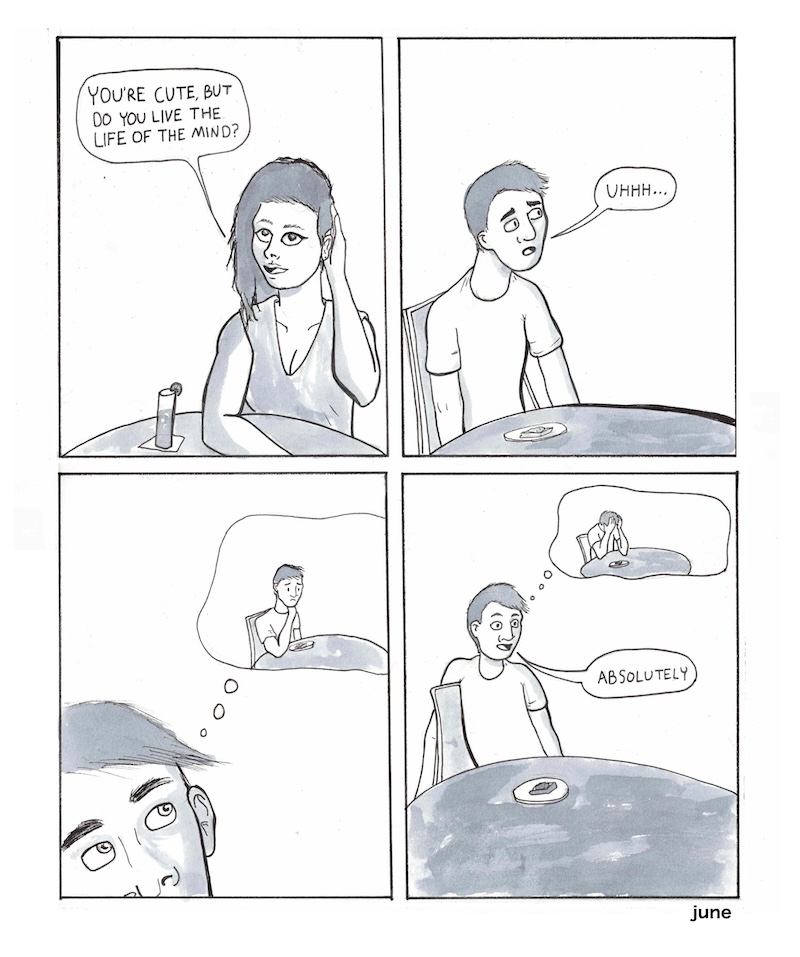 YOU'RE CUTE, BUT
DO YOU LIVE THE
LIFE OF THE MIND?
UHHH...
ABSOLUTELY
june